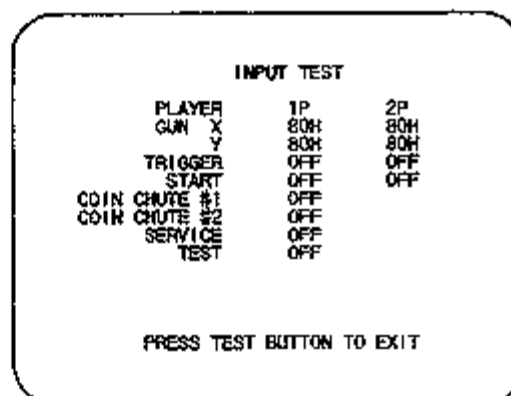 INPUT TEST
PLAYER 1P 2P
GUN X 80H 80H
Y 80H 80H
TRIGGER OFF OFF
START OFF OFF
COIN CHUTE #1 OFF
COIN CHUTE #2 OFF
SERVICE OFF
TEST OFF
PRESS TEST BUTTON TO EXIT